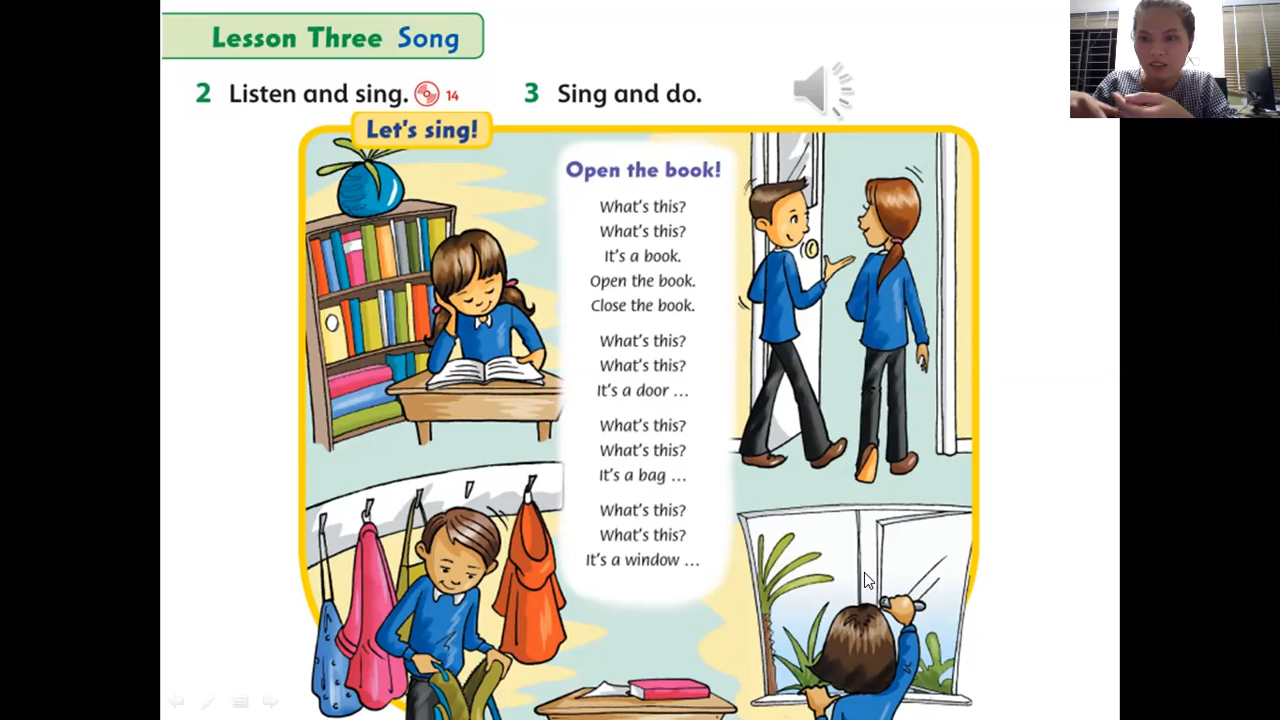 Lesson Three Song
2 Listen and sing. 14
3 Sing and do.
Let's sing!
Open the book!
What's this?
What's this?
It's a book.
Open the book.
Close the book.
What's this?
What's this?
It's a door ...
What's this?
What's this?
It's a bag ...
What's this?
What's this?
It's a window ...